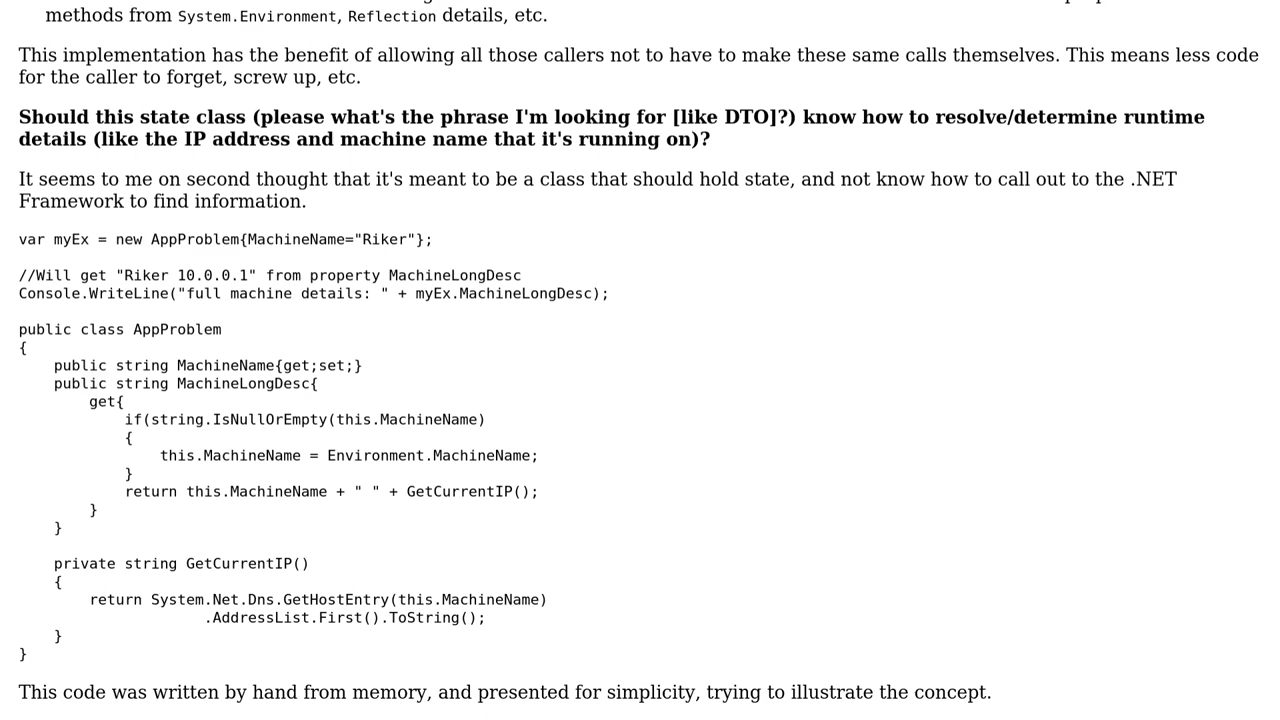 methods from System.Environment, Reflection details, etc.
This implementation has the benefit of allowing all those callers not to have to make these same calls themselves. This means less code
for the caller to forget, screw up, etc.
Should this state class (please what's the phrase I'm looking for [like DTO]?) know how to resolve/determine runtime
details (like the IP address and machine name that it's running on)?
It seems to me on second thought that it's meant to be a class that should hold state, and not know how to call out to the .NET
Framework to find information.
var myEx = new AppProblem{MachineName="Riker"};
//Will get "Riker 10.0.0.1" from property MachineLongDesc
Console.WriteLine("full machine details: " + myEx.MachineLongDesc);
public class AppProblem
{
    public string MachineName{get;set;}
    public string MachineLongDesc{
        get{
            if(string.IsNullOrEmpty(this.MachineName)
            {
                this.MachineName = Environment.MachineName;
            }
            return this.MachineName + " " + GetCurrentIP();
        }
    }
    private string GetCurrentIP()
    {
        return System.Net.Dns.GetHostEntry(this.MachineName)
                     .AddressList.First().ToString();
    }
}
This code was written by hand from memory, and presented for simplicity, trying to illustrate the concept.